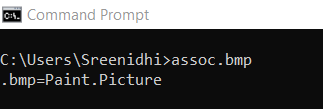 Command Prompt
C:\Users\Sreenidhi>assoc.bmp
.bmp=Paint.Picture